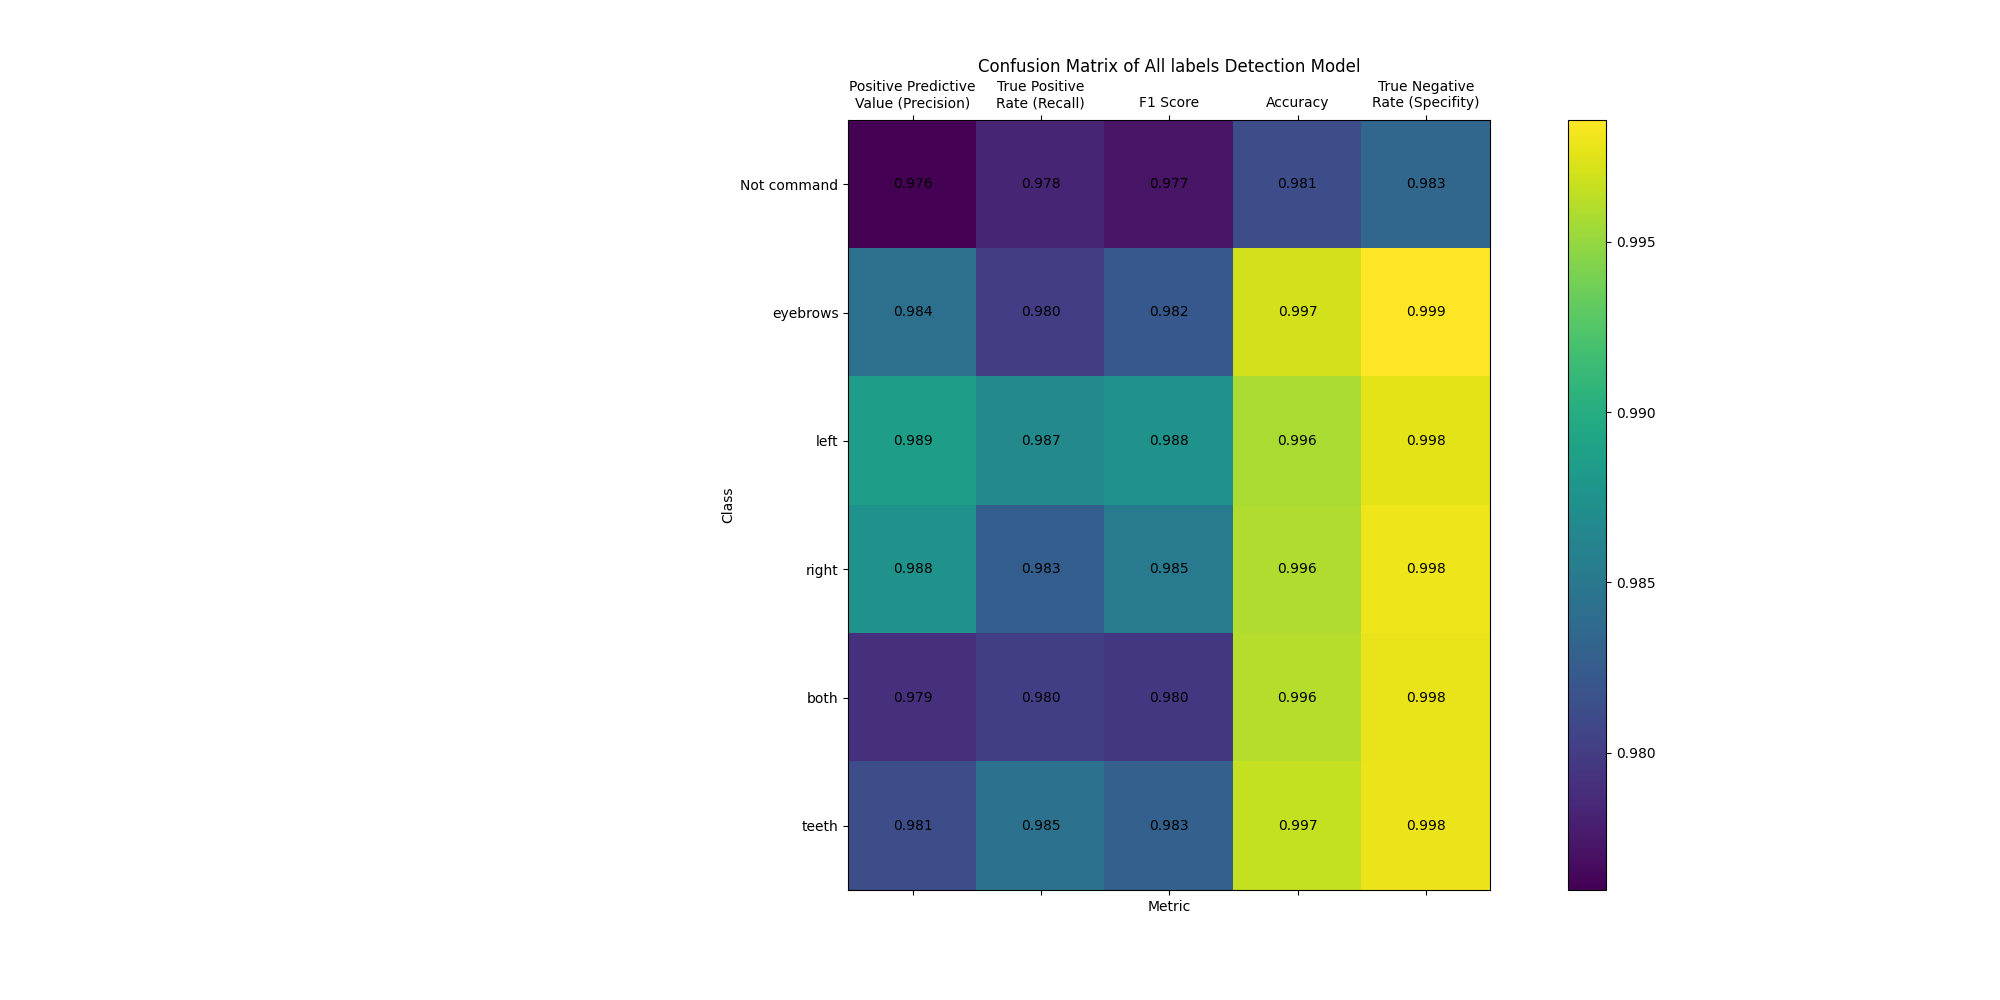 Confusion Matrix of All labels Detection Model
Positive Predictive
Value (Precision)
True Positive
Rate (Recall)
F1 Score
Accuracy
True Negative
Rate (Specifity)
Not command
0.976 0.978 0.977 0.981 0.983
eyebrows
0.984 0.980 0.982 0.997 0.999
left
0.989 0.987 0.988 0.996 0.998
right
0.988 0.983 0.985 0.996 0.998
both
0.979 0.980 0.980 0.996 0.998
teeth
0.981 0.985 0.983 0.997 0.998
Class
Metric
0.995
0.990
0.985
0.980